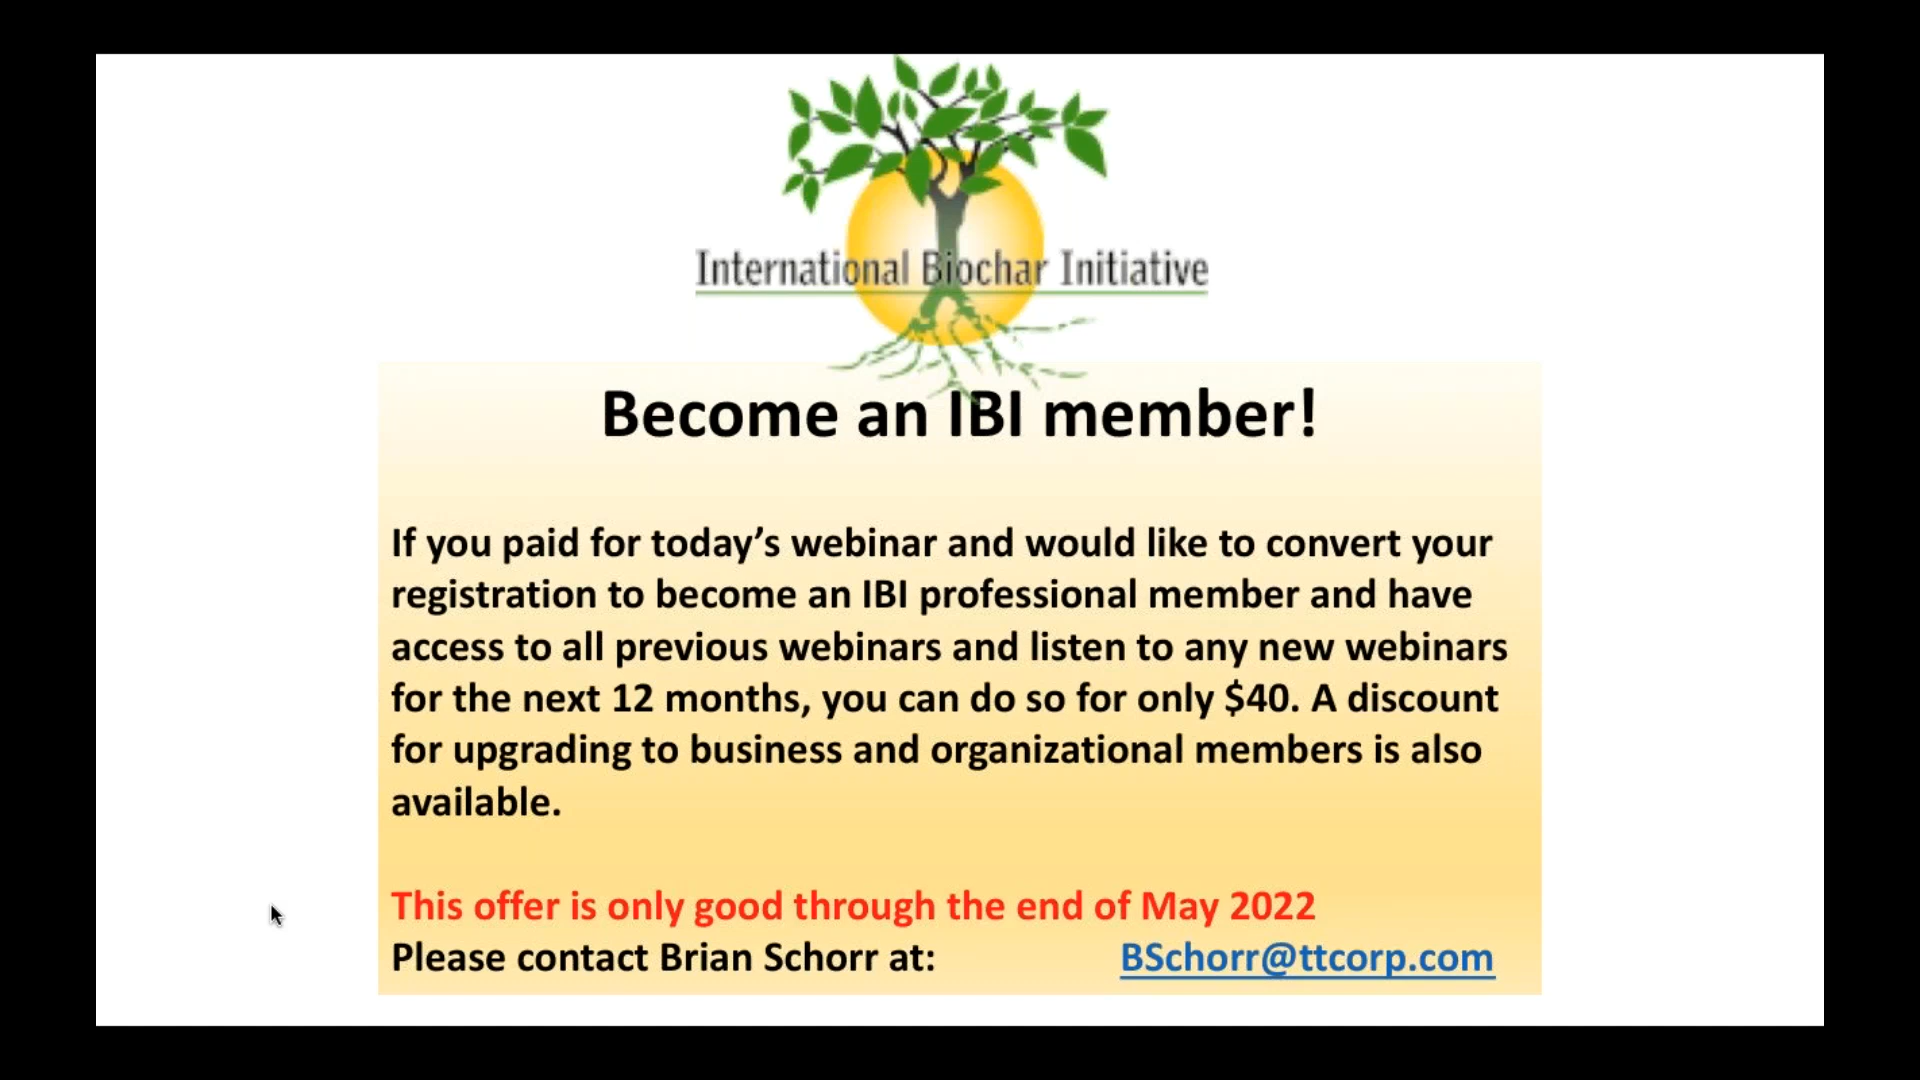 International Biochar Initiative
Become an IBI member!
If you paid for today’s webinar and would like to convert your
registration to become an IBI professional member and have
access to all previous webinars and listen to any new webinars
for the next 12 months, you can do so for only $40. A discount
for upgrading to business and organizational members is also
available.
This offer is only good through the end of May 2022
Please contact Brian Schorr at: BSchorr@ttcorp.com